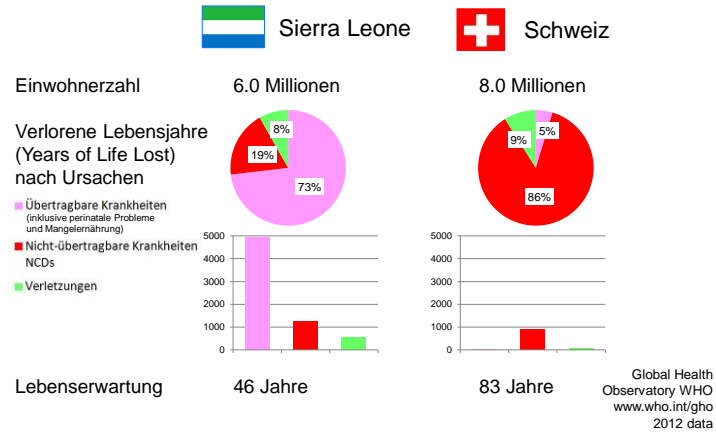 Sierra Leone
Schweiz
Einwohnerzahl
6.0 Millionen
8.0 Millionen
Verlorene Lebensjahre
(Years of Life Lost)
nach Ursachen
8%
19%
73%
5%
9%
86%
Übertragbare Krankheiten
(inklusive perinatale Probleme
und Mangelernährung)
Nicht-übertragbare Krankheiten
NCDs
Verletzungen
5000
4000
3000
2000
1000
0
5000
4000
3000
2000
1000
0
Lebenserwartung
46 Jahre
83 Jahre
Global Health
Observatory WHO
www.who.int/gho
2012 data